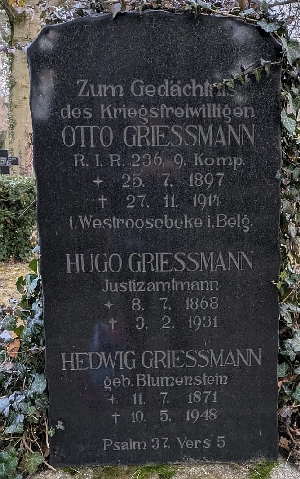 Zum Gedächtnis
des Kriegsfreiwilligen
OTTO GRIESSMANN
R. I. R. 236, 9. Komp.
+ 25. 7. 1897
+ 27. 11. 1914
i. Westroosebeke i. Belg.
HUGO GRIESSMANN
Justizamtmann
* 8. 7. 1868
† 3. 2. 1931
HEDWIG GRIESSMANN
geb. Blumenstein
* 11. 7. 1871
† 10. 5. 1948
Psalm 37. Vers 5